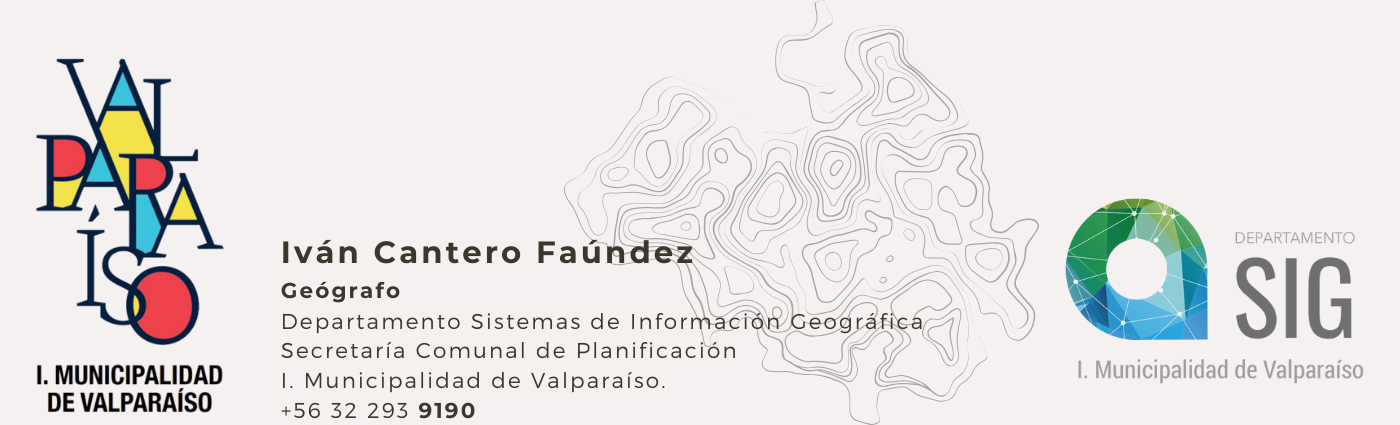 VAL
PARA
ÍSO
I. MUNICIPALIDAD
DE VALPARAÍSO
Iván Cantero Faúndez
Geógrafo
Departamento Sistemas de Información Geográfica
Secretaría Comunal de Planificación
I. Municipalidad de Valparaíso.
+56 32 293 9190
DEPARTAMENTO
SIG
I. Municipalidad de Valparaíso